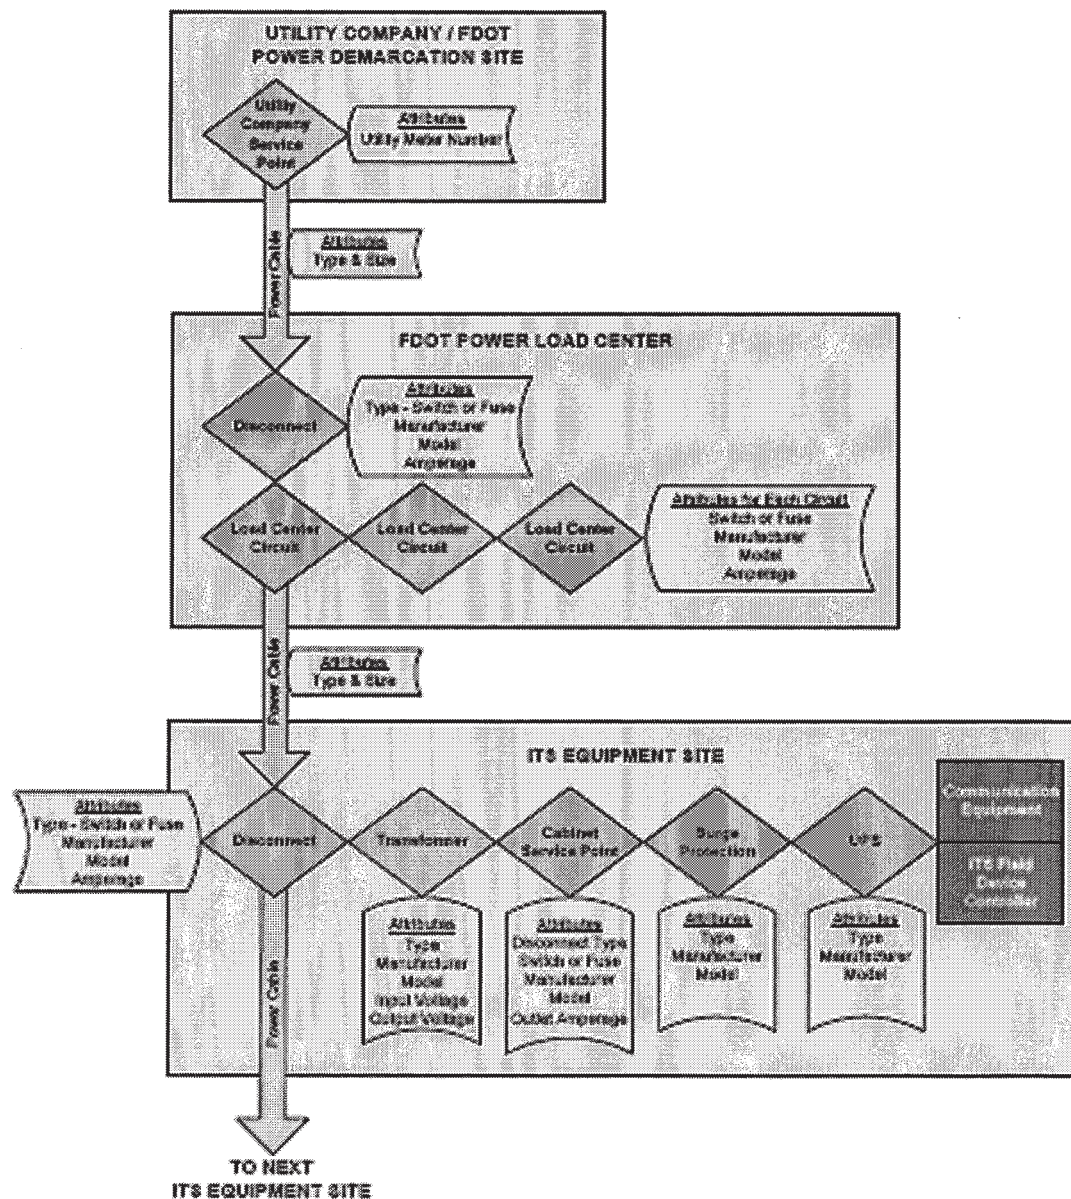 UTILITY COMPANY / FDOT
POWER DEMARCATION SITE
Utility
Company
Service
Point
Attributes
Utility Meter Number
Power Cable
Attributes
Type & Size
FDOT POWER LOAD CENTER
Disconnect
Attributes
Type - Switch or Fuse
Manufacturer
Model
Amperage
Load Center
Circuit
Load Center
Circuit
Load Center
Circuit
Attributes for Each Circuit
Switch or Fuse
Manufacturer
Model
Amperage
Power Cable
Attributes
Type & Size
ITS EQUIPMENT SITE
Attributes
Type - Switch or Fuse
Manufacturer
Model
Amperage
Disconnect
Transformer
Cabinet
Service Point
Surge
Protection
UPS
Communication
Equipment
ITS Field
Device
Controller
Attributes
Type
Manufacturer
Model
Input Voltage
Output Voltage
Attributes
Disconnect Type
Switch or Fuse
Manufacturer
Model
Outlet Amperage
Attributes
Type
Manufacturer
Model
Attributes
Type
Manufacturer
Model
Power Cable
TO NEXT
ITS EQUIPMENT SITE